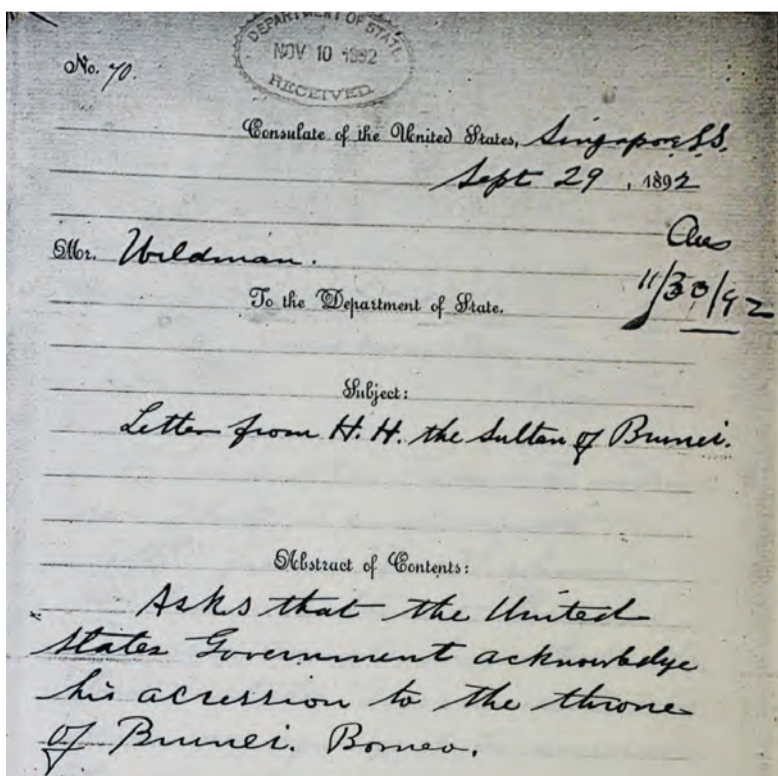 DEPARTMENT OF STATE
NOV 10 1892
RECEIVED
No. 70.
Consulate of the United States, Singapore, S.S.
Sept 29, 1892
Ans
Mr. Wildman.
11/30/92
To the Department of State.
Subject:
Letter from H. H. the Sultan of Brunei.
Abstract of Contents:
Asks that the United
States Government acknowledge
his accession to the throne
of Brunei. Borneo.